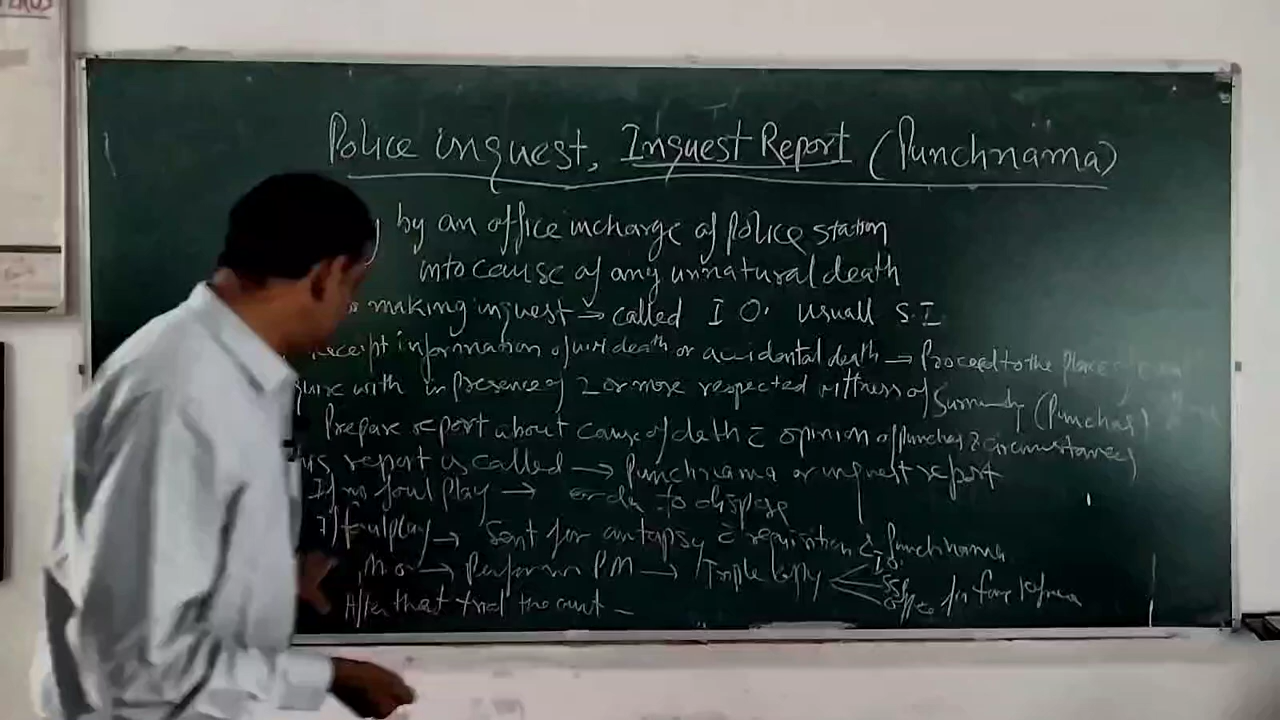 Police inquest, Inquest Report (Punchnama)
by an office incharge of Police station
into cause of any unnatural death
making inquest → called I O. usuall S.I.
receipt information of death or accidental death → Proceed to the place
with in presence of 2 or more respected wittness of (Punchas)
Prepare report about cause of death c̄ opinion of punches & circumstances
report is called → Punchnama or inquest report
If no foul play → order to dispose
If foulplay → Sent for autopsy c̄ requisition & Punchnama
M.O → Perform PM → Triple copy I.O.
After that trial the court –